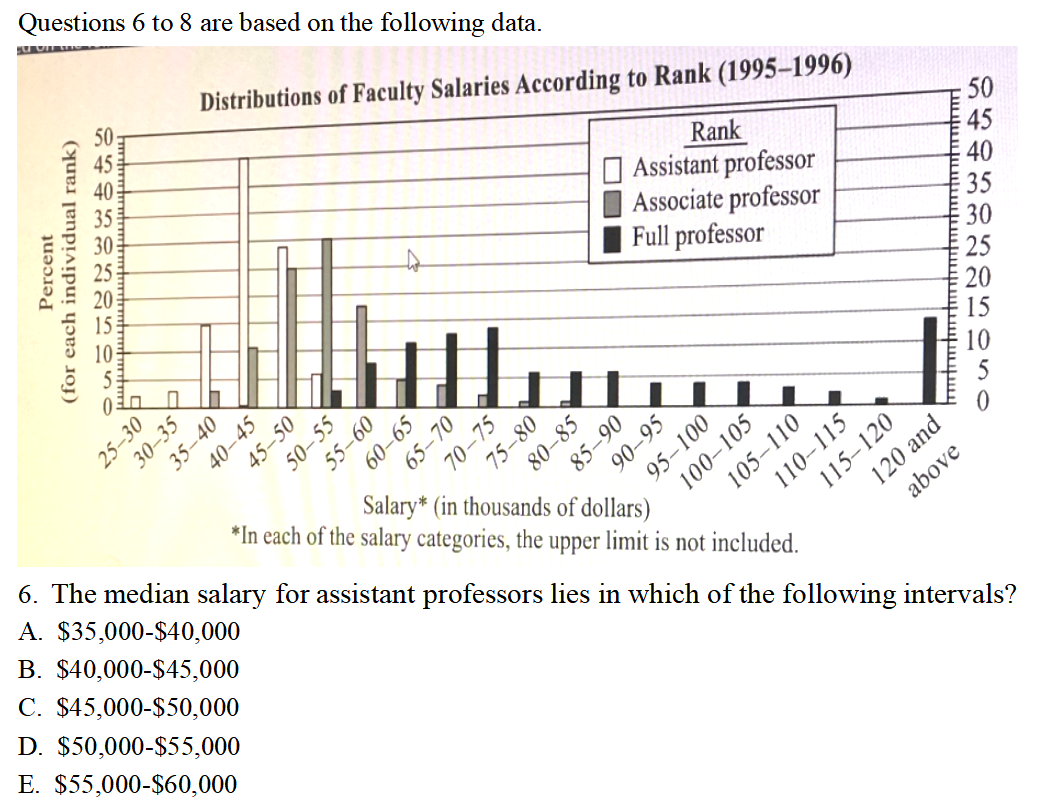 Questions 6 to 8 are based on the following data.
Distributions of Faculty Salaries According to Rank (1995–1996)
Percent
(for each individual rank)
50
45
40
35
30
25
20
15
10
5
0
Rank
Assistant professor
Associate professor
Full professor
50
45
40
35
30
25
20
15
10
5
0
25–30
30–35
35–40
40–45
45–50
50–55
55–60
60–65
65–70
70–75
75–80
80–85
85–90
90–95
95–100
100–105
105–110
110–115
115–120
120 and
above
Salary* (in thousands of dollars)
*In each of the salary categories, the upper limit is not included.
6. The median salary for assistant professors lies in which of the following intervals?
A. $35,000-$40,000
B. $40,000-$45,000
C. $45,000-$50,000
D. $50,000-$55,000
E. $55,000-$60,000